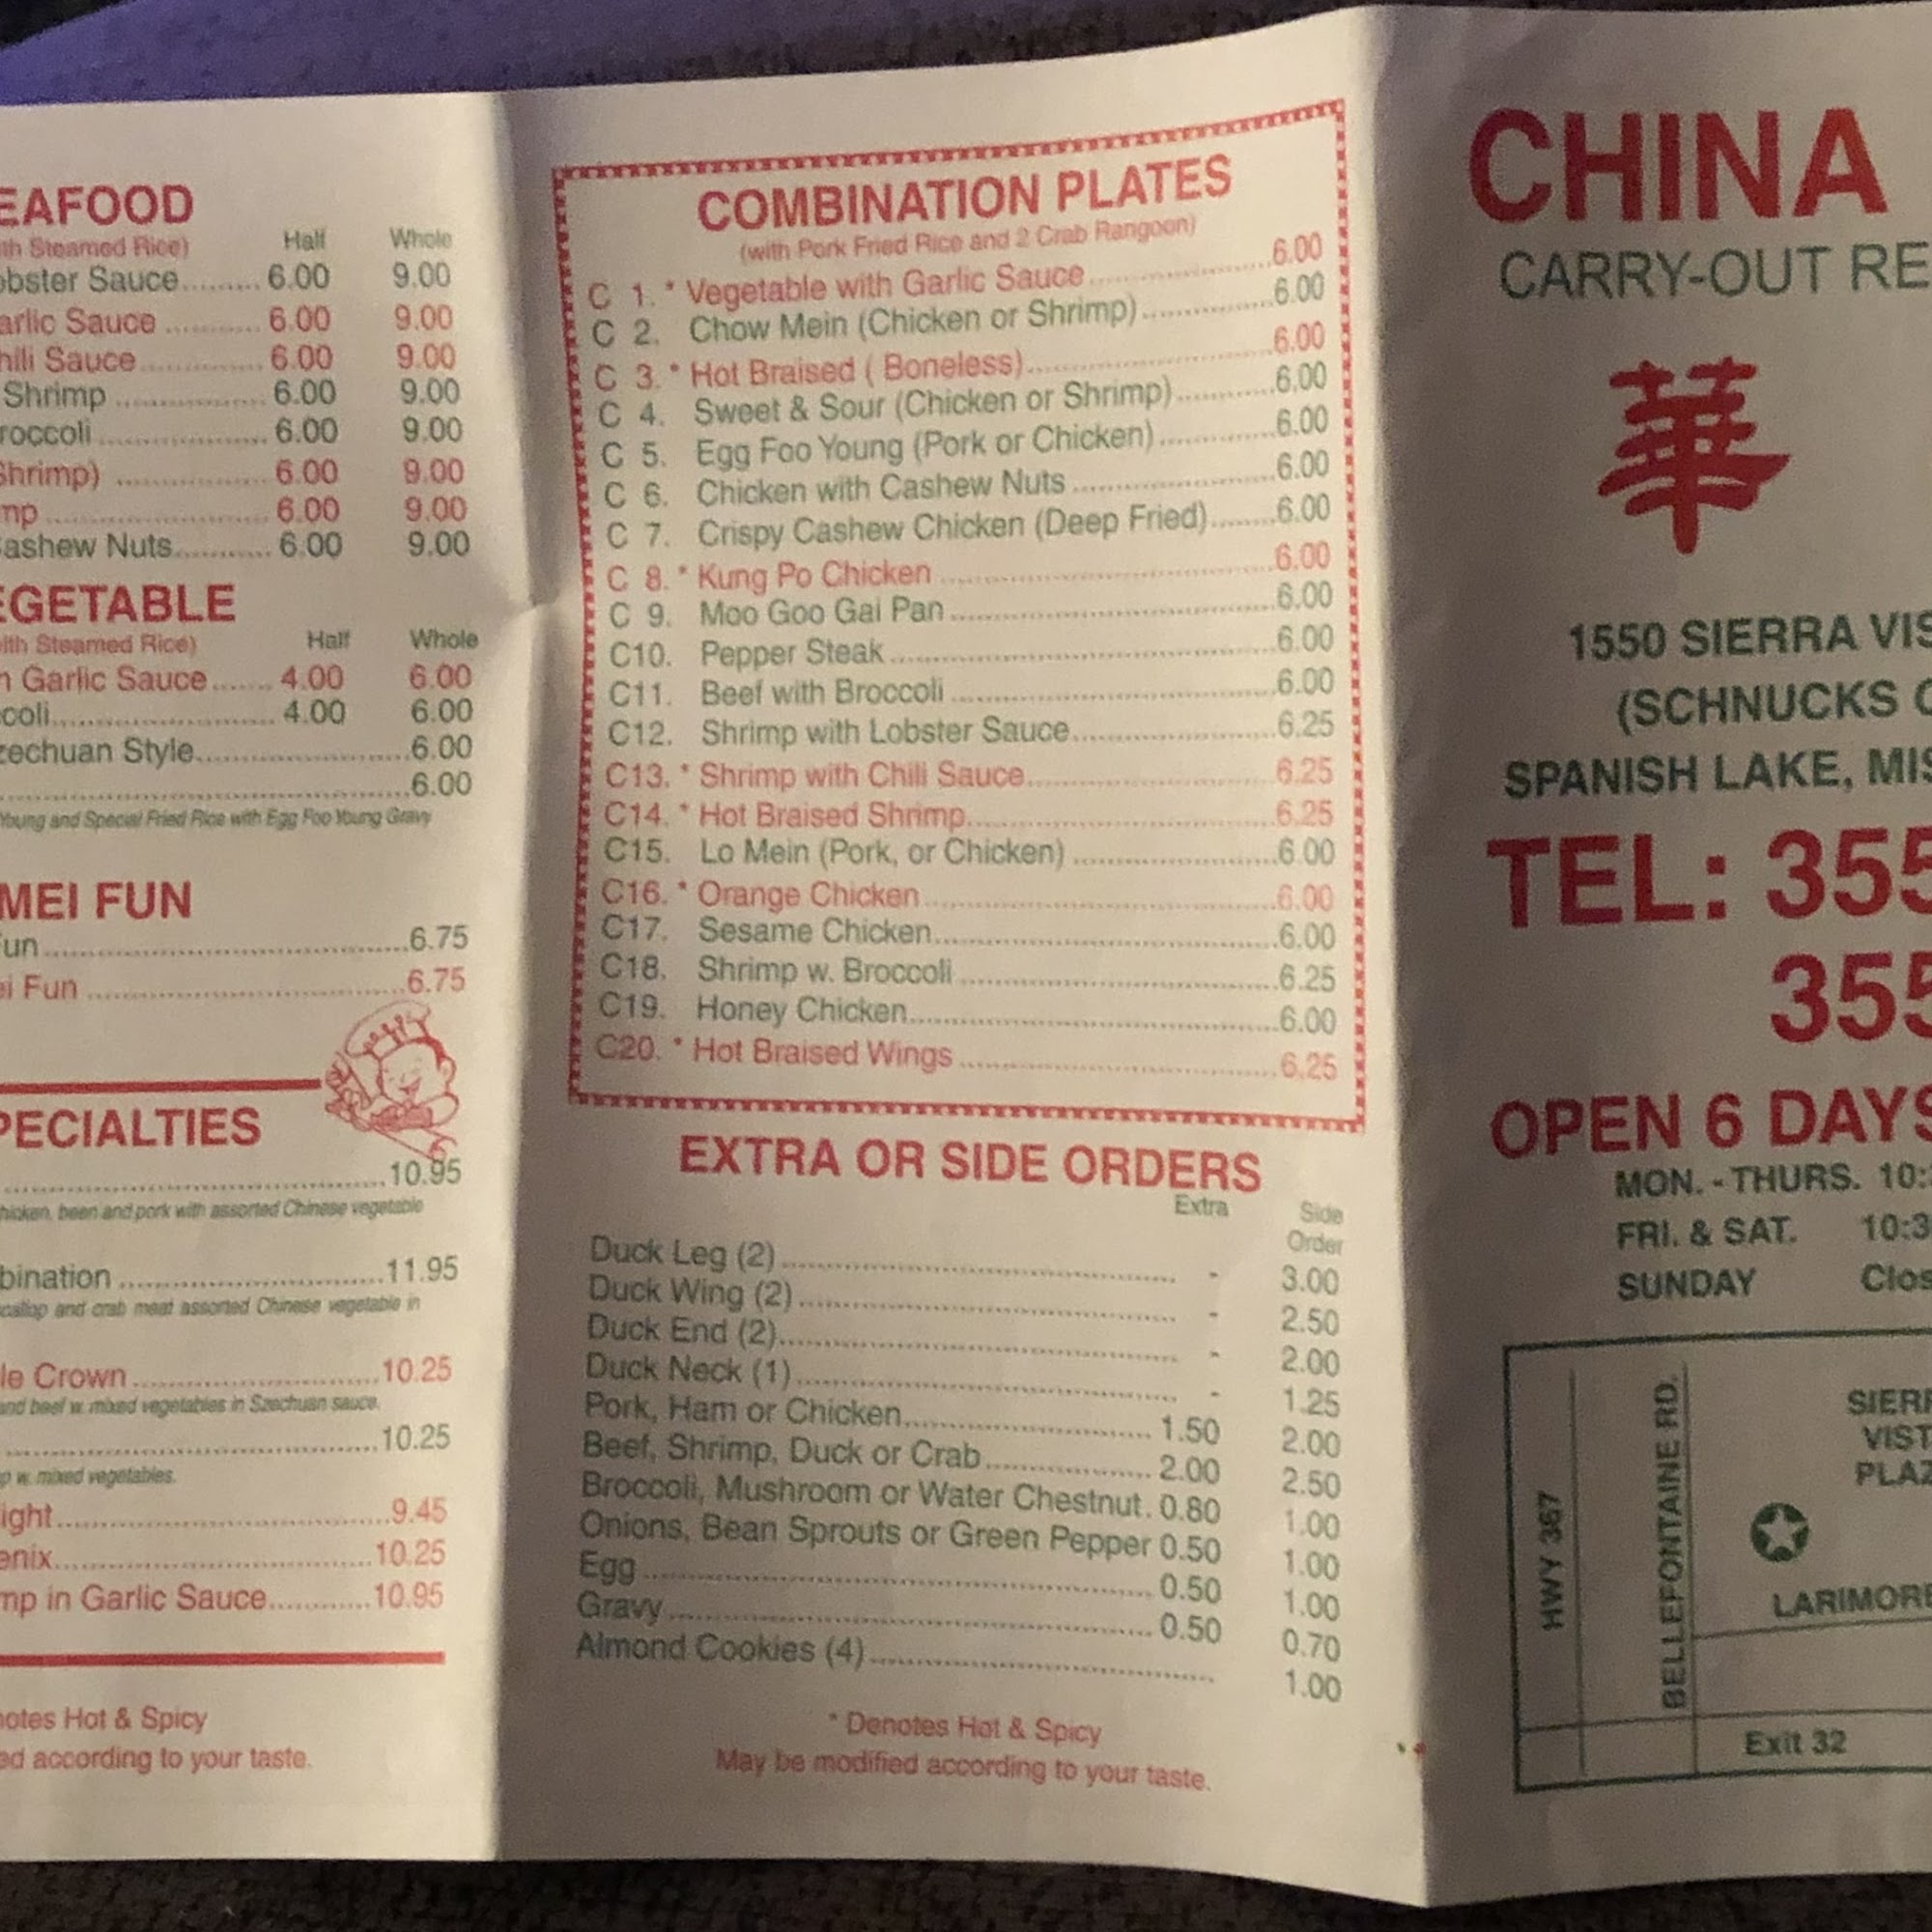 EAFOOD
th Steamed Rice) Half Whole
obster Sauce......... 6.00 9.00
arlic Sauce ........... 6.00 9.00
hili Sauce.............. 6.00 9.00
Shrimp ................. 6.00 9.00
roccoli................... 6.00 9.00
Shrimp) ................ 6.00 9.00
mp......................... 6.00 9.00
ashew Nuts........... 6.00 9.00
EGETABLE
ith Steamed Rice) Half Whole
n Garlic Sauce....... 4.00 6.00
coli......................... 4.00 6.00
zechuan Style........................6.00
...............................................6.00
Young and Special Fried Rice with Egg Foo Young Gravy
MEI FUN
un..........................................6.75
ei Fun ....................................6.75
PECIALTIES
............................................10.95
hicken, been and pork with assorted Chinese vegetable
bination ..............................11.95
callop and crab meat assorted Chinese vegetable in
le Crown............................10.25
and beef w. mixed vegetables in Szechuan sauce.
...........................................10.25
p w. mixed vegetables.
ight.......................................9.45
enix.....................................10.25
mp in Garlic Sauce............10.95
notes Hot & Spicy
ed according to your taste.
COMBINATION PLATES
(with Pork Fried Rice and 2 Crab Rangoon)
C 1. * Vegetable with Garlic Sauce.....................6.00
C 2. Chow Mein (Chicken or Shrimp)...............6.00
C 3. * Hot Braised ( Boneless)............................6.00
C 4. Sweet & Sour (Chicken or Shrimp)...........6.00
C 5. Egg Foo Young (Pork or Chicken).............6.00
C 6. Chicken with Cashew Nuts .......................6.00
C 7. Crispy Cashew Chicken (Deep Fried)........6.00
C 8. * Kung Po Chicken .....................................6.00
C 9. Moo Goo Gai Pan.....................................6.00
C10. Pepper Steak............................................6.00
C11. Beef with Broccoli .....................................6.00
C12. Shrimp with Lobster Sauce.......................6.25
C13. * Shrimp with Chili Sauce............................6.25
C14. * Hot Braised Shrimp...................................6.25
C15. Lo Mein (Pork, or Chicken) .......................6.00
C16. * Orange Chicken........................................6.00
C17. Sesame Chicken.......................................6.00
C18. Shrimp w. Broccoli ....................................6.25
C19. Honey Chicken..........................................6.00
C20. * Hot Braised Wings ....................................6.25
EXTRA OR SIDE ORDERS
Extra Side
Order
Duck Leg (2)............................................. - 3.00
Duck Wing (2)........................................... - 2.50
Duck End (2)............................................. - 2.00
Duck Neck (1)........................................... - 1.25
Pork, Ham or Chicken............................ 1.50 2.00
Beef, Shrimp, Duck or Crab................... 2.00 2.50
Broccoli, Mushroom or Water Chestnut. 0.80 1.00
Onions, Bean Sprouts or Green Pepper 0.50 1.00
Egg......................................................... 0.50 1.00
Gravy...................................................... 0.50 0.70
Almond Cookies (4)....................................... 1.00
* Denotes Hot & Spicy
May be modified according to your taste.
CHINA
CARRY-OUT RE
華
1550 SIERRA VIS
(SCHNUCKS C
SPANISH LAKE, MIS
TEL: 355
355
OPEN 6 DAYS
MON. - THURS. 10:
FRI. & SAT. 10:3
SUNDAY Clos
HWY 367
BELLEFONTAINE RD.
SIERR
VIST
PLAZ
LARIMORE
Exit 32